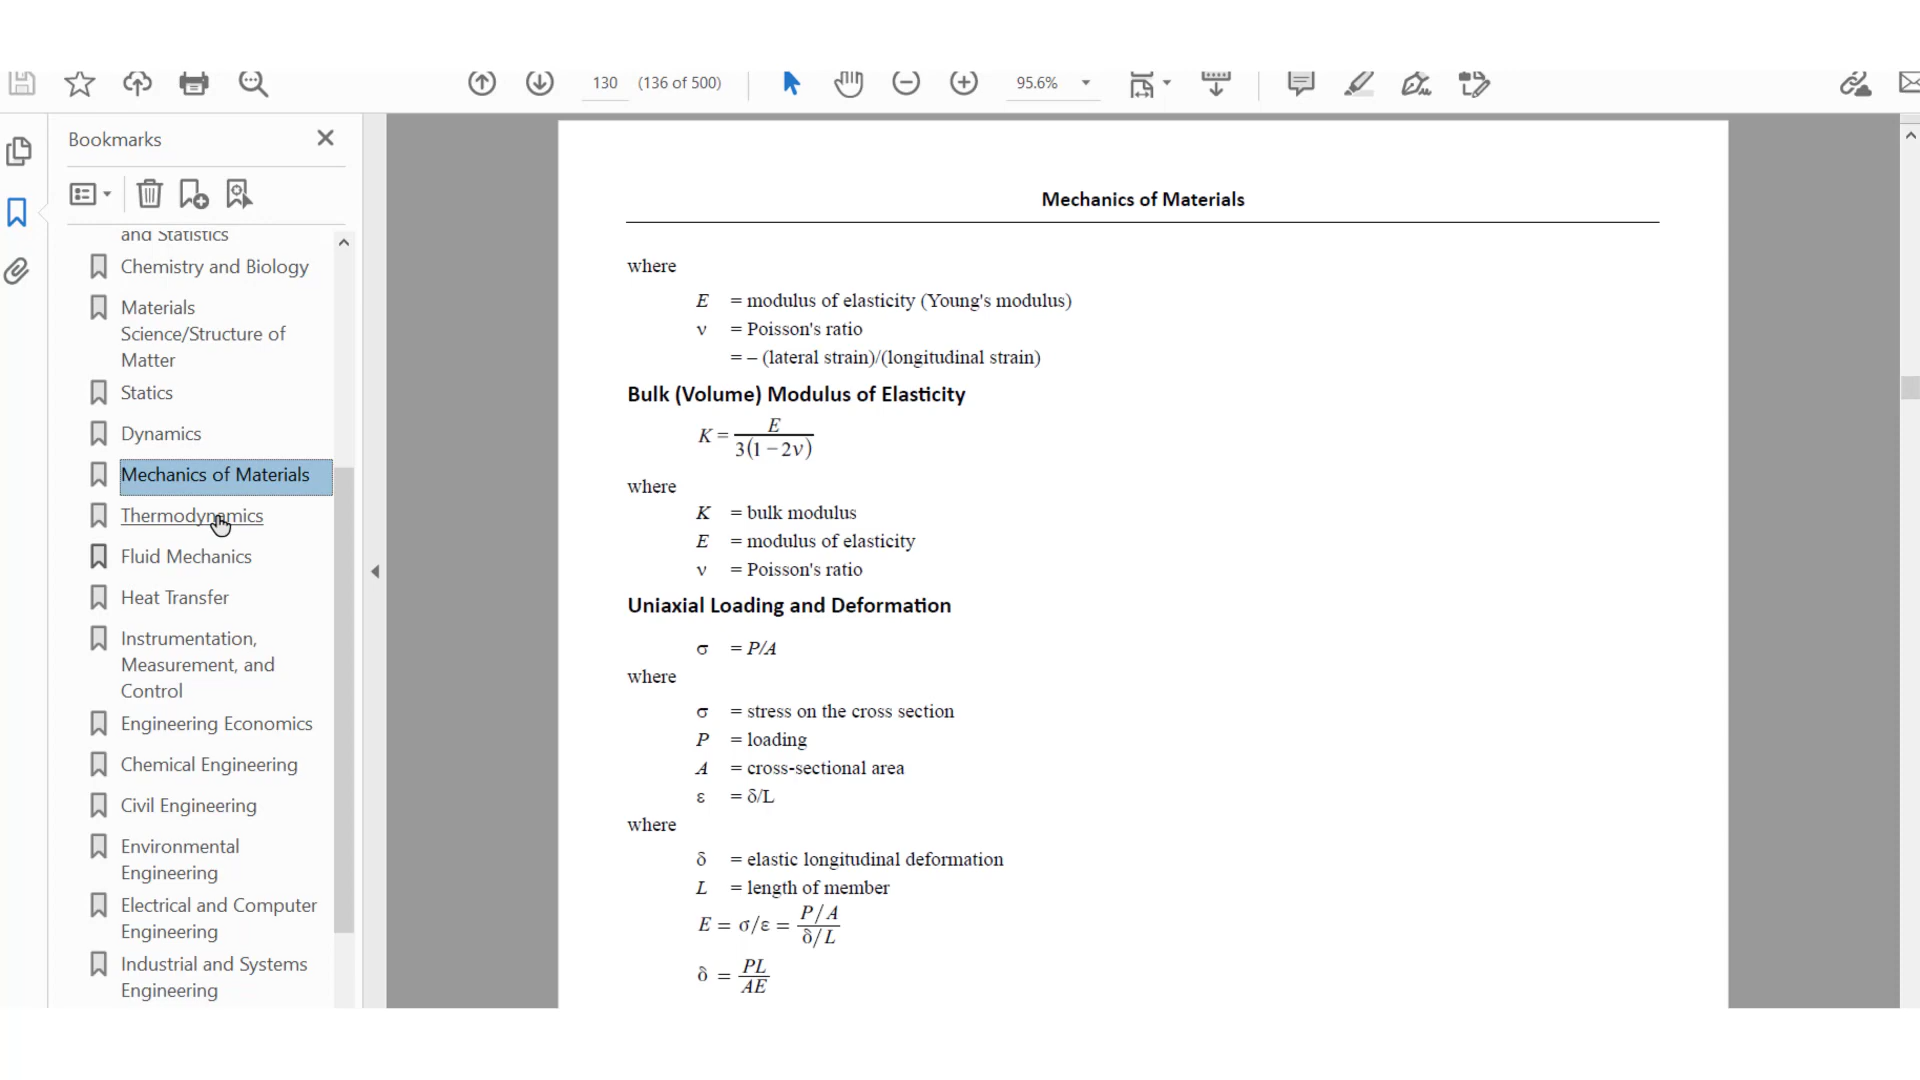 130 (136 of 500)
95.6%
Bookmarks
and Statistics
Chemistry and Biology
Materials
Science/Structure of
Matter
Statics
Dynamics
Mechanics of Materials
Thermodynamics
Fluid Mechanics
Heat Transfer
Instrumentation,
Measurement, and
Control
Engineering Economics
Chemical Engineering
Civil Engineering
Environmental
Engineering
Electrical and Computer
Engineering
Industrial and Systems
Engineering
Mechanics of Materials
where
E = modulus of elasticity (Young's modulus)
ν = Poisson's ratio
= – (lateral strain)/(longitudinal strain)
Bulk (Volume) Modulus of Elasticity
K = E / 3(1 − 2ν)
where
K = bulk modulus
E = modulus of elasticity
ν = Poisson's ratio
Uniaxial Loading and Deformation
σ = P/A
where
σ = stress on the cross section
P = loading
A = cross-sectional area
ε = δ/L
where
δ = elastic longitudinal deformation
L = length of member
E = σ/ε = P/A / δ/L
δ = PL / AE